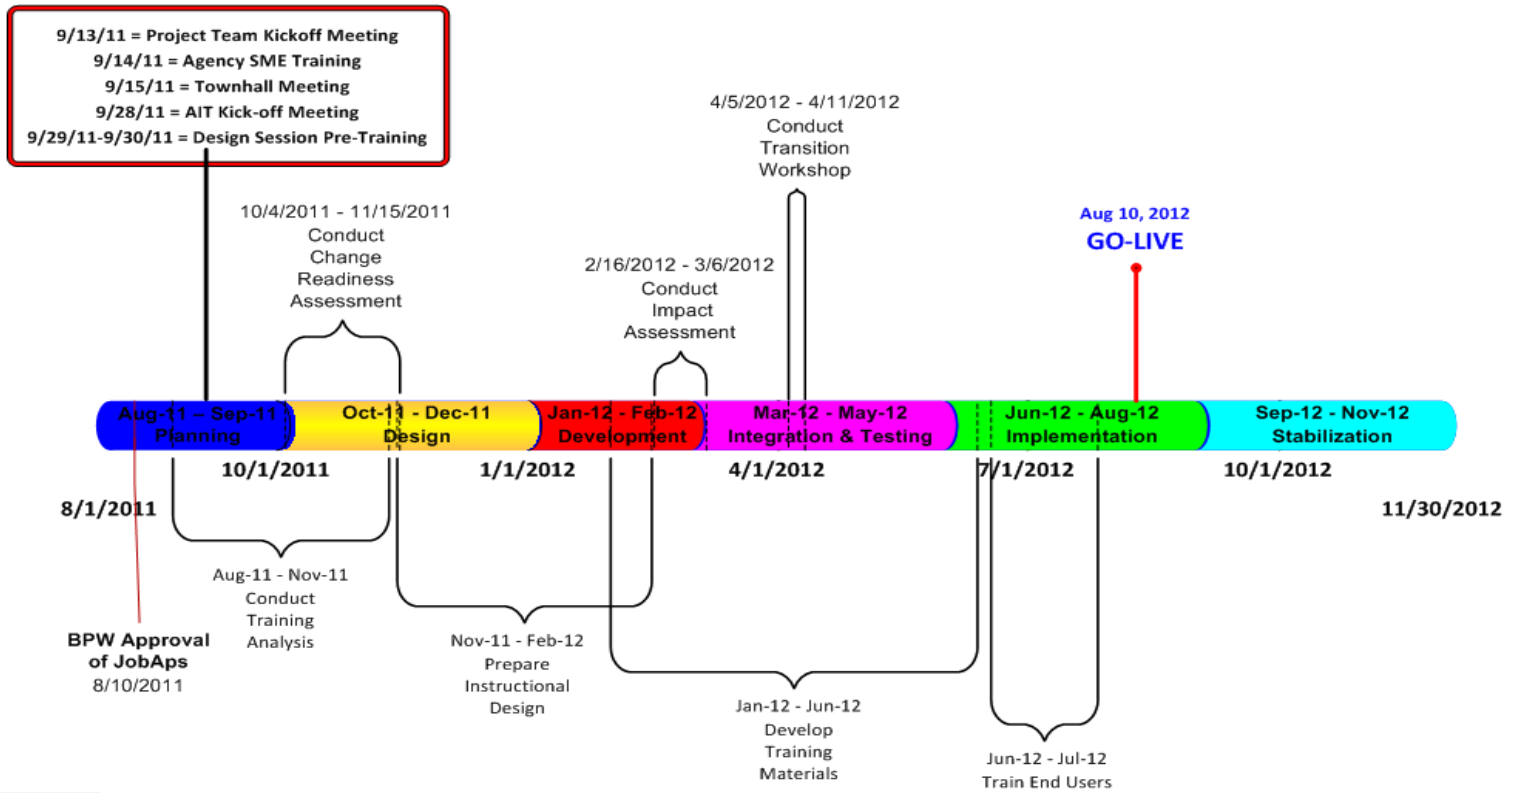 9/13/11 = Project Team Kickoff Meeting
9/14/11 = Agency SME Training
9/15/11 = Townhall Meeting
9/28/11 = AIT Kick-off Meeting
9/29/11-9/30/11 = Design Session Pre-Training
10/4/2011 - 11/15/2011
Conduct
Change
Readiness
Assessment
2/16/2012 - 3/6/2012
Conduct
Impact
Assessment
4/5/2012 - 4/11/2012
Conduct
Transition
Workshop
Aug 10, 2012
GO-LIVE
Aug-11 – Sep-11
Planning
Oct-11 - Dec-11
Design
Jan-12 - Feb-12
Development
Mar-12 - May-12
Integration & Testing
Jun-12 - Aug-12
Implementation
Sep-12 - Nov-12
Stabilization
8/1/2011
10/1/2011
1/1/2012
4/1/2012
7/1/2012
10/1/2012
11/30/2012
BPW Approval
of JobAps
8/10/2011
Aug-11 - Nov-11
Conduct
Training
Analysis
Nov-11 - Feb-12
Prepare
Instructional
Design
Jan-12 - Jun-12
Develop
Training
Materials
Jun-12 - Jul-12
Train End Users